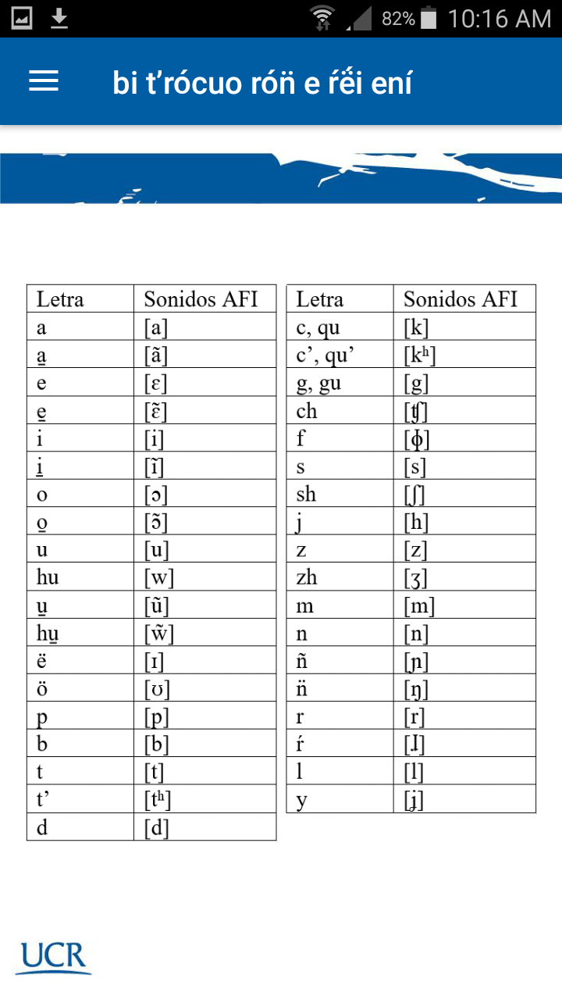 82% 10:16 AM
bi t’rócuo rón̈ e ŕë́i ení
Letra Sonidos AFI
a [a]
a̲ [ã]
e [ɛ]
e̲ [ɛ̃]
i [i]
i̲ [ĩ]
o [ɔ]
o̲ [ɔ̃]
u [u]
hu [w]
u̲ [ũ]
hu̲ [w̃]
ë [ɪ]
ö [ʊ]
p [p]
b [b]
t [t]
t’ [tʰ]
d [d]
Letra Sonidos AFI
c, qu [k]
c’, qu’ [kʰ]
g, gu [g]
ch [ʧ]
f [ɸ]
s [s]
sh [ʃ]
j [h]
z [z]
zh [ʒ]
m [m]
n [n]
ñ [ɲ]
n̈ [ŋ]
r [r]
ŕ [ɺ]
l [l]
y [ʝ]
UCR